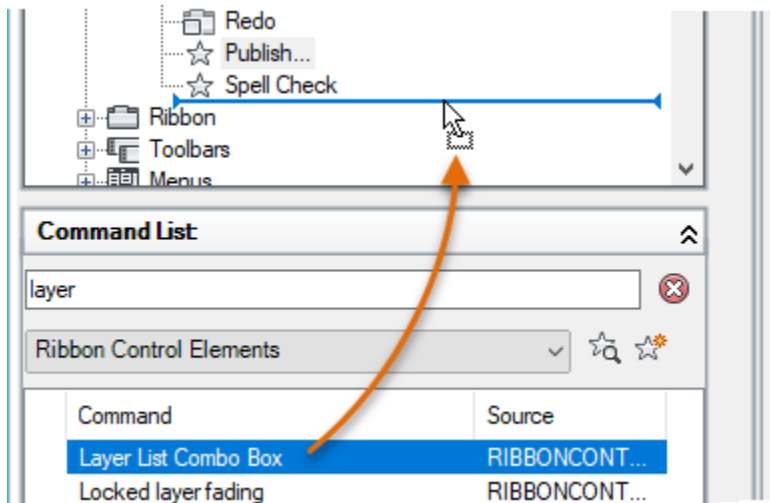 Redo
Publish...
Spell Check
Ribbon
Toolbars
Menus
Command List:
layer
Ribbon Control Elements
Command Source
Layer List Combo Box RIBBONCONT...
Locked layer fading RIBBONCONT...